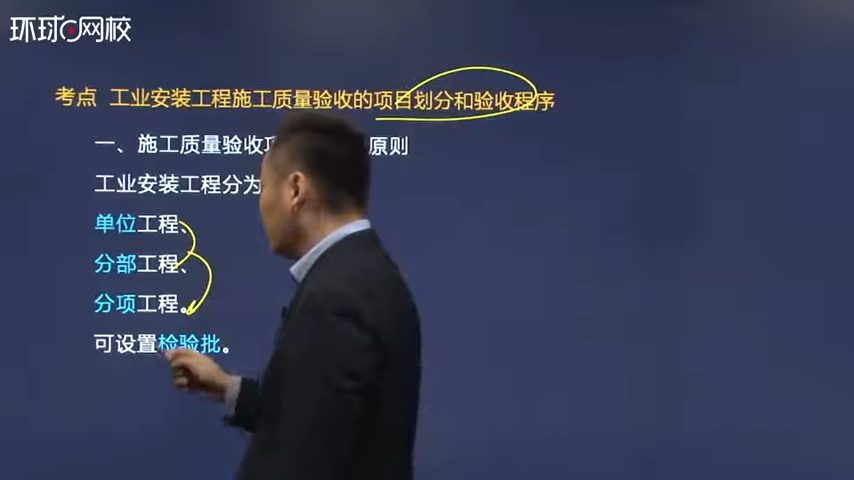 环球网校
考点 工业安装工程施工质量验收的项目划分和验收程序
一、施工质量验收项 原则
工业安装工程分为
单位工程、
分部工程、
分项工程。
可设置检验批。